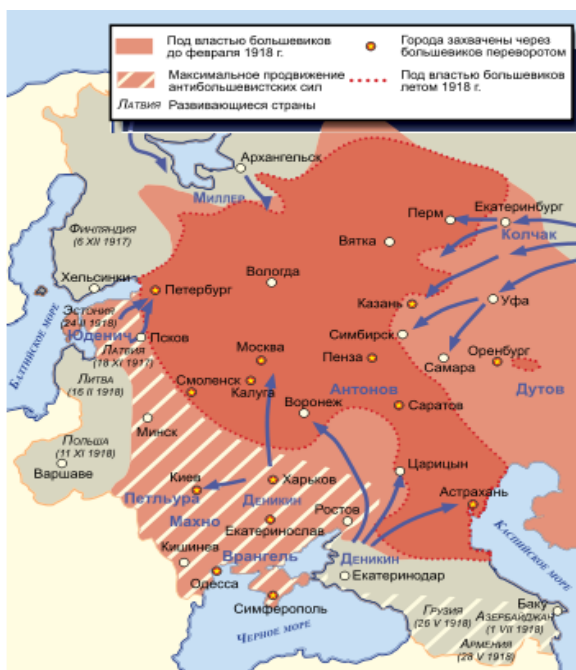 Под властью большевиков
до февраля 1918 г.
Города захвачены через
большевиков переворотом
Максимальное продвижение
антибольшевистских сил
Под властью большевиков
летом 1918 г.
Латвия Развивающиеся страны
Архангельск
Миллер
Пермь
Екатеринбург
Колчак
Финляндия
(6 XII 1917)
Вятка
Хельсинки
Вологда
Петербург
Казань
Уфа
Эстония
(24 II 1918)
Юденич
Псков
Симбирск
Балтийское море
Латвия
(18 XI 1917)
Москва
Пенза
Самара
Оренбург
Литва
(16 II 1918)
Смоленск
Калуга
Антонов
Дутов
Воронеж
Саратов
Минск
Польша
(11 XI 1918)
Варшаве
Киев
Харьков
Царицын
Петльура
Деникин
Астрахань
Махно
Ростов
Екатеринослав
Кишинев
Врангель
Деникин
Каспийское море
Одесса
Екатеринодар
Симферополь
Грузия
(26 V 1918)
Баку
Азербайджан
(1 VII 1918)
Черное море
Армения
(28 V 1918)